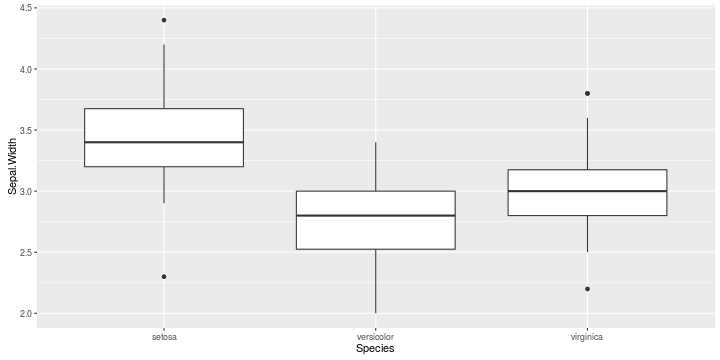 4.5
4.0
3.5
3.0
2.5
2.0
Sepal.Width
setosa
versicolor
virginica
Species